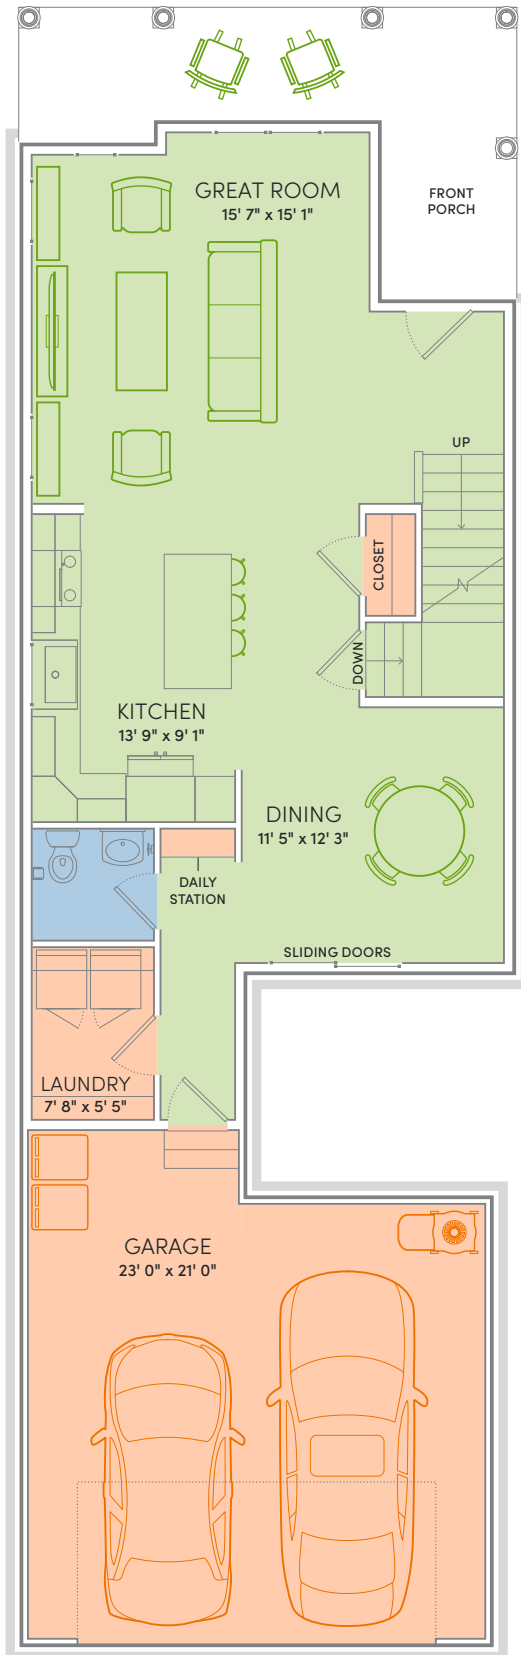 GREAT ROOM
15' 7" x 15' 1"
FRONT
PORCH
UP
CLOSET
DOWN
KITCHEN
13' 9" x 9' 1"
DINING
11' 5" x 12' 3"
DAILY
STATION
SLIDING DOORS
LAUNDRY
7' 8" x 5' 5"
GARAGE
23' 0" x 21' 0"